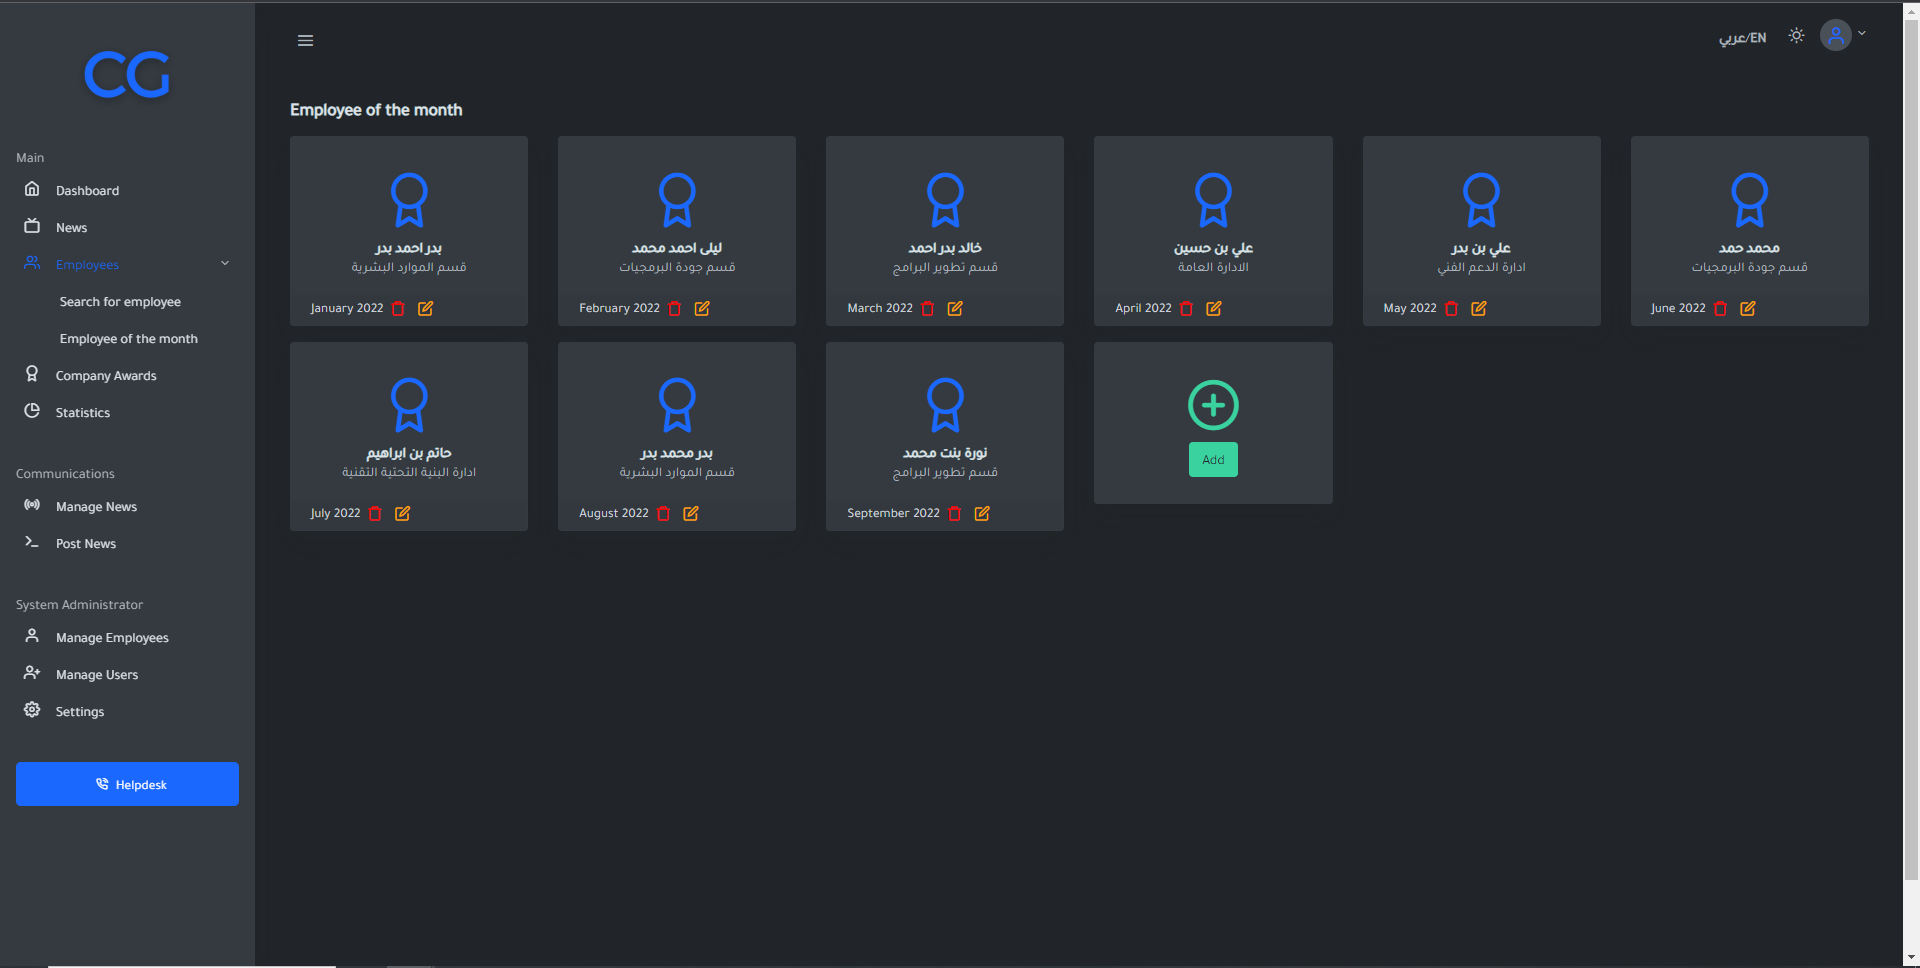 CG
EN/عربي
Main
Dashboard
News
Employees
Search for employee
Employee of the month
Company Awards
Statistics
Communications
Manage News
Post News
System Administrator
Manage Employees
Manage Users
Settings
Helpdesk
Employee of the month
بدر احمد بدر
قسم الموارد البشرية
January 2022
ليلى احمد محمد
قسم جودة البرمجيات
February 2022
خالد بدر احمد
قسم تطوير البرامج
March 2022
علي بن حسين
الادارة العامة
April 2022
علي بن بدر
ادارة الدعم الفني
May 2022
محمد حمد
قسم جودة البرمجيات
June 2022
حاتم بن ابراهيم
ادارة البنية التحتية التقنية
July 2022
بدر محمد بدر
قسم الموارد البشرية
August 2022
نورة بنت محمد
قسم تطوير البرامج
September 2022
Add